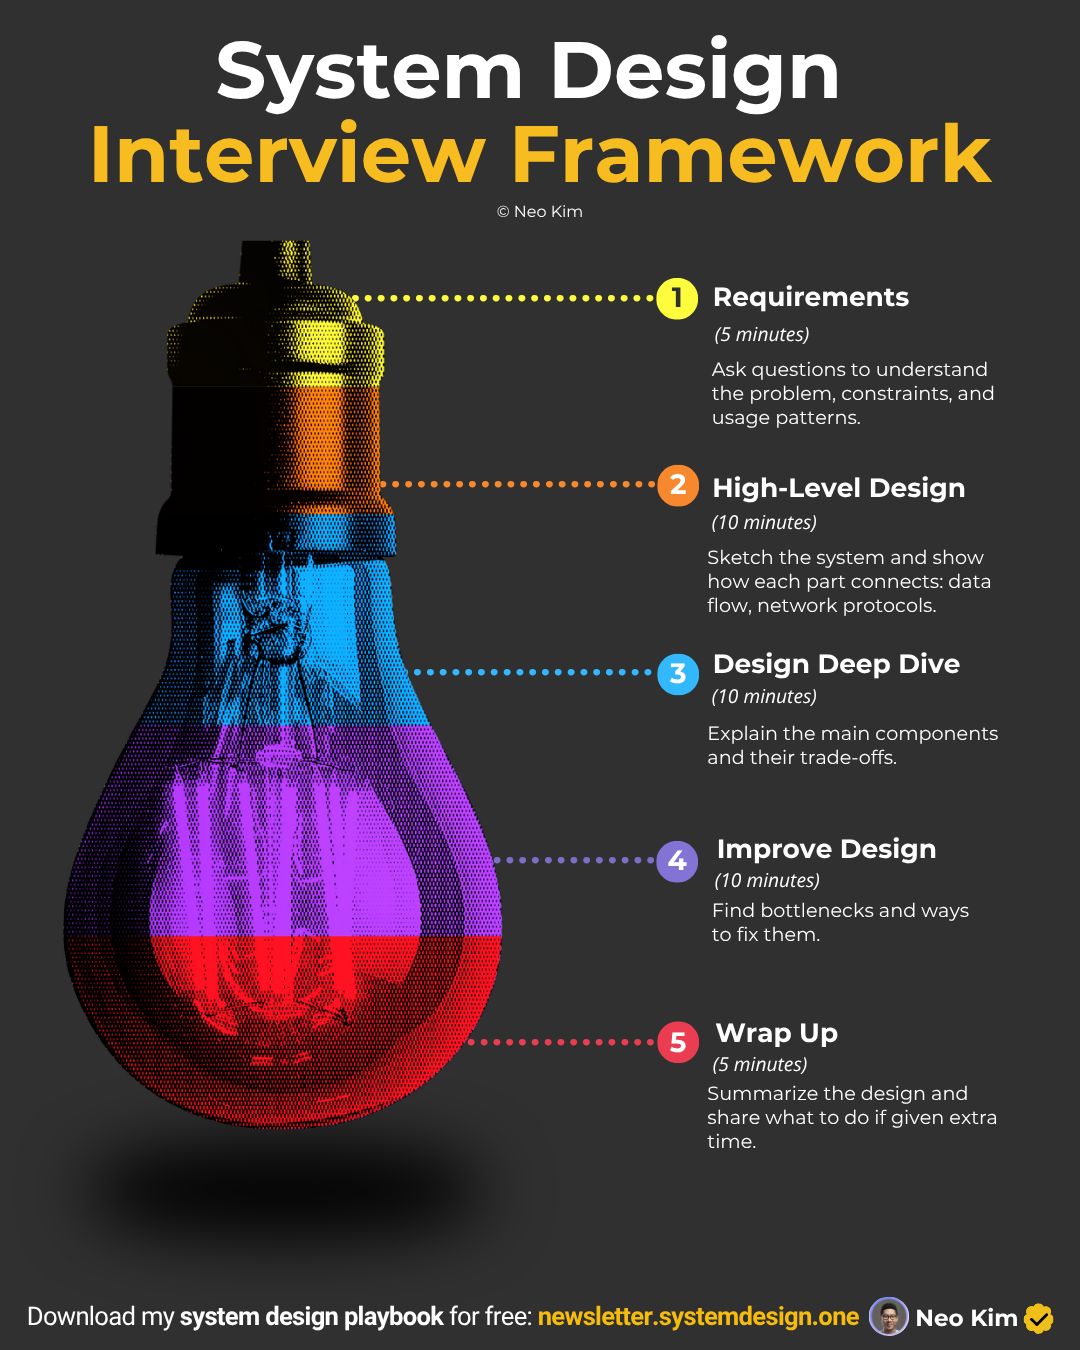 System Design
Interview Framework
© Neo Kim
1 Requirements
(5 minutes)
Ask questions to understand
the problem, constraints, and
usage patterns.
2 High-Level Design
(10 minutes)
Sketch the system and show
how each part connects: data
flow, network protocols.
3 Design Deep Dive
(10 minutes)
Explain the main components
and their trade-offs.
4 Improve Design
(10 minutes)
Find bottlenecks and ways
to fix them.
5 Wrap Up
(5 minutes)
Summarize the design and
share what to do if given extra
time.
Download my system design playbook for free: newsletter.systemdesign.one Neo Kim